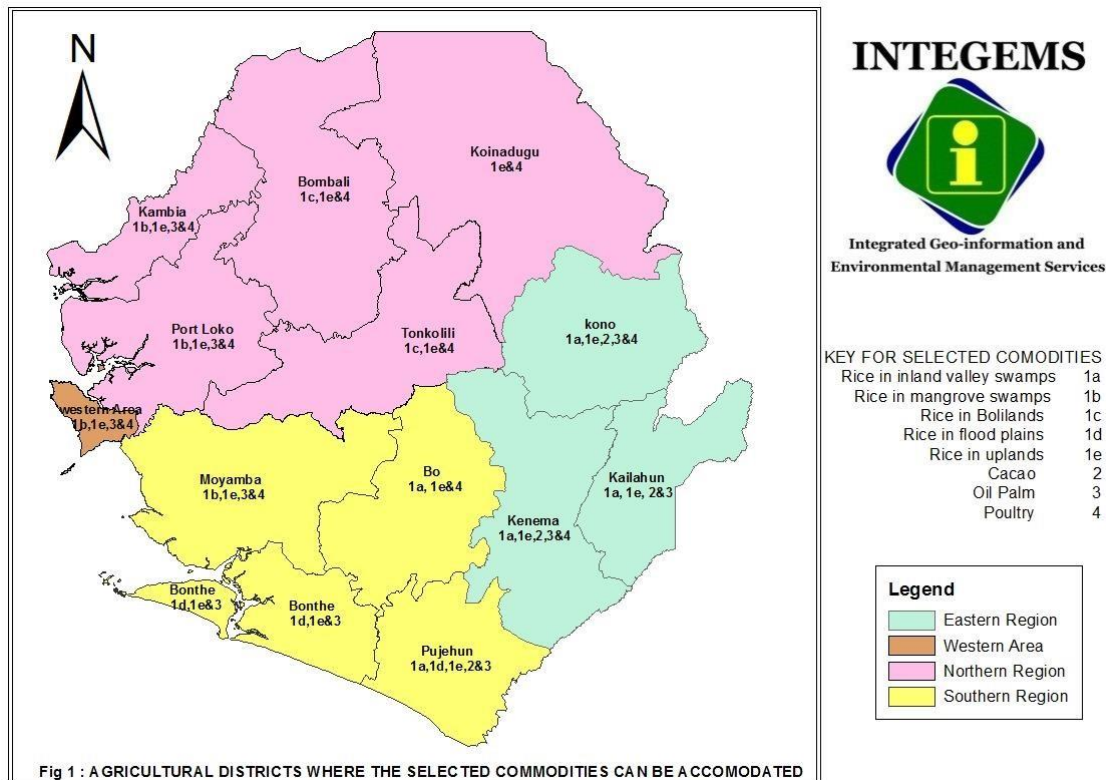 N
Koinadugu
1e&4
Bombali
1c,1e&4
Kambia
1b,1e,3&4
Port Loko
1b,1e,3&4
Tonkolili
1c,1e&4
kono
1a,1e,2,3&4
western Area
1b,1e,3&4
Moyamba
1b,1e,3&4
Bo
1a, 1e&4
Kailahun
1a, 1e, 2&3
Kenema
1a,1e,2,3&4
Bonthe
1d,1e&3
Bonthe
1d,1e&3
Pujehun
1a,1d,1e,2&3
Fig 1 : AGRICULTURAL DISTRICTS WHERE THE SELECTED COMMODITIES CAN BE ACCOMODATED
INTEGEMS
i
Integrated Geo-information and
Environmental Management Services
KEY FOR SELECTED COMODITIES
Rice in inland valley swamps 1a
Rice in mangrove swamps 1b
Rice in Bolilands 1c
Rice in flood plains 1d
Rice in uplands 1e
Cacao 2
Oil Palm 3
Poultry 4
Legend
Eastern Region
Western Area
Northern Region
Southern Region